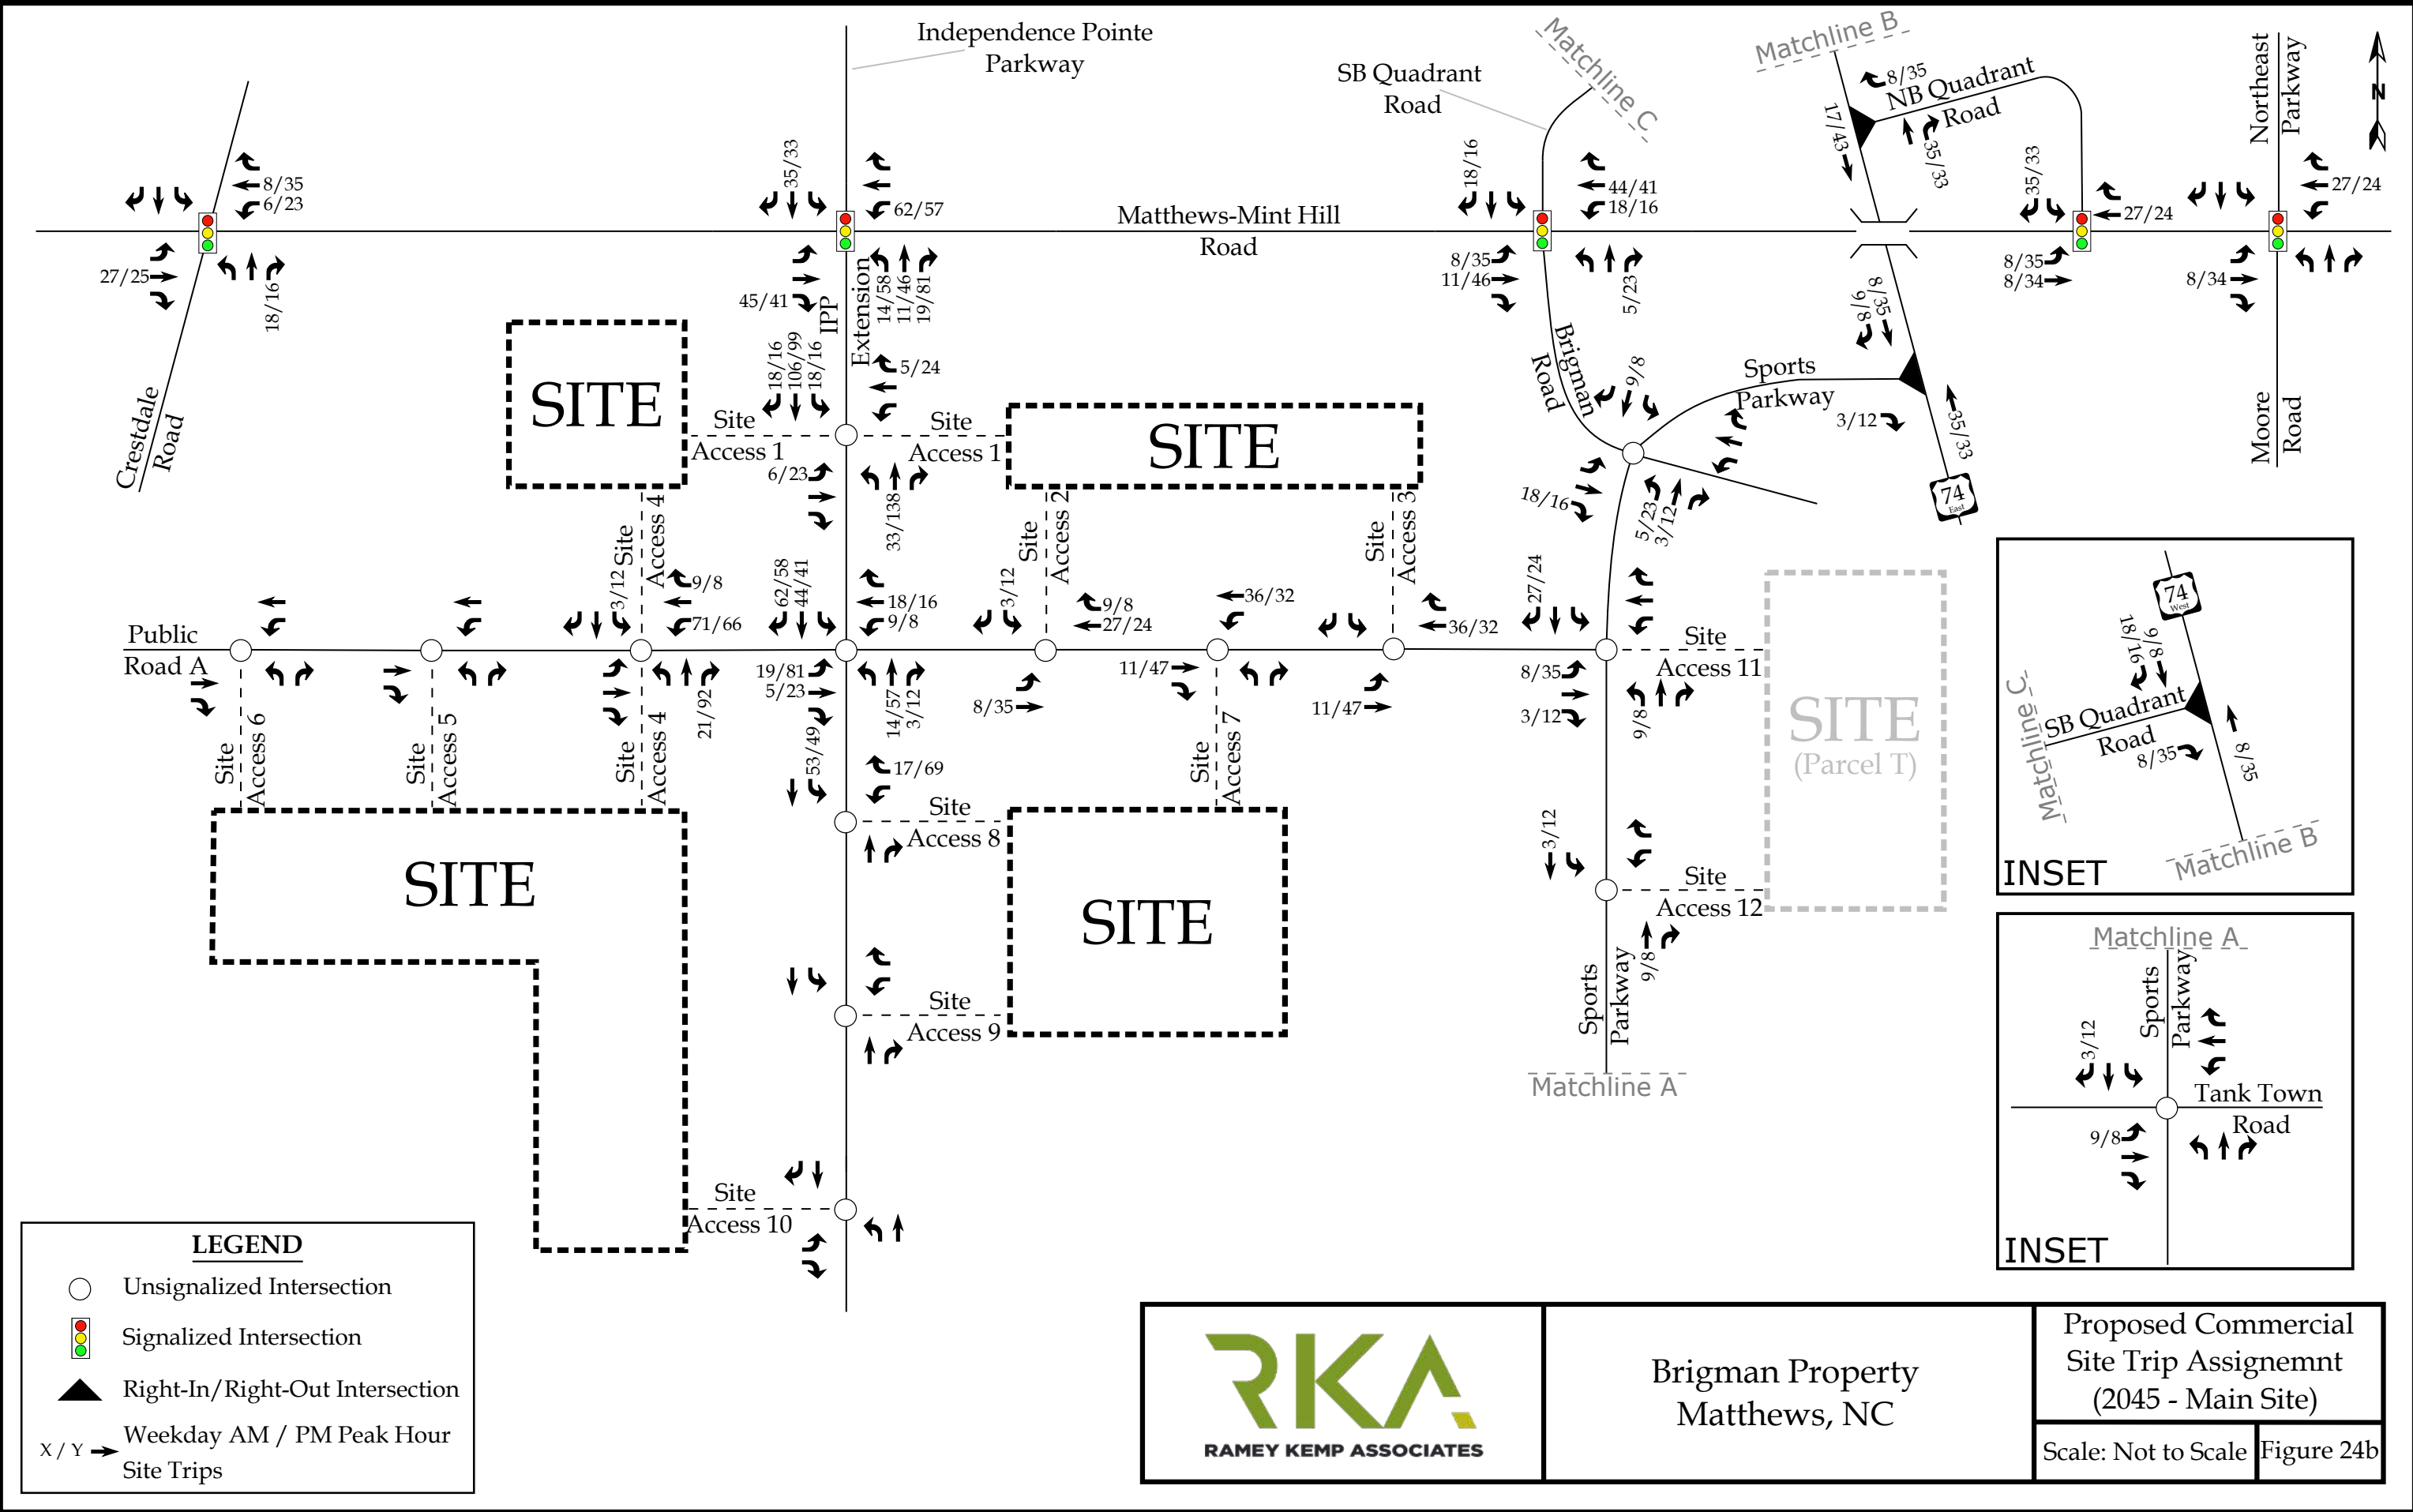 Independence Pointe
Parkway
SB Quadrant
Road
Matchline C
Matchline B
8/35
NB Quadrant
Road
17/43
35/33
Northeast
Parkway
N
8/35
6/23
27/25
18/16
Crestdale
Road
35/33
62/57
45/41
14/58
11/46
19/81
IPP
Extension
Matthews-Mint Hill
Road
18/16
44/41
18/16
8/35
11/46
5/23
Brigman
Road
35/33
27/24
8/35
8/34
27/24
8/34
Moore
Road
8/35
9/8
Sports
Parkway
3/12
35/33
74
East
9/8
18/16
5/23
3/12
SITE
Site
Access 1
18/16
106/99
18/16
5/24
6/23
33/138
Site
Access 1
SITE
Site
Access 4
Site
Access 2
Site
Access 3
Public
Road A
3/12
9/8
71/66
21/92
62/58
44/41
18/16
9/8
19/81
5/23
53/49
14/57
3/12
3/12
9/8
27/24
8/35
36/32
11/47
36/32
11/47
27/24
8/35
3/12
9/8
Site
Access 11
SITE
(Parcel T)
Site
Access 6
Site
Access 5
Site
Access 4
Site
Access 7
17/69
Site
Access 8
SITE
SITE
Site
Access 9
Site
Access 10
3/12
Site
Access 12
9/8
Sports
Parkway
Matchline A
74
West
9/8
18/16
Matchline C
SB Quadrant
Road
8/35
8/35
Matchline B
INSET
Matchline A
Sports
Parkway
3/12
Tank Town
Road
9/8
INSET
LEGEND
Unsignalized Intersection
Signalized Intersection
Right-In/Right-Out Intersection
X / Y
Weekday AM / PM Peak Hour
Site Trips
RKA
RAMEY KEMP ASSOCIATES
Brigman Property
Matthews, NC
Proposed Commercial
Site Trip Assignemnt
(2045 - Main Site)
Scale: Not to Scale
Figure 24b